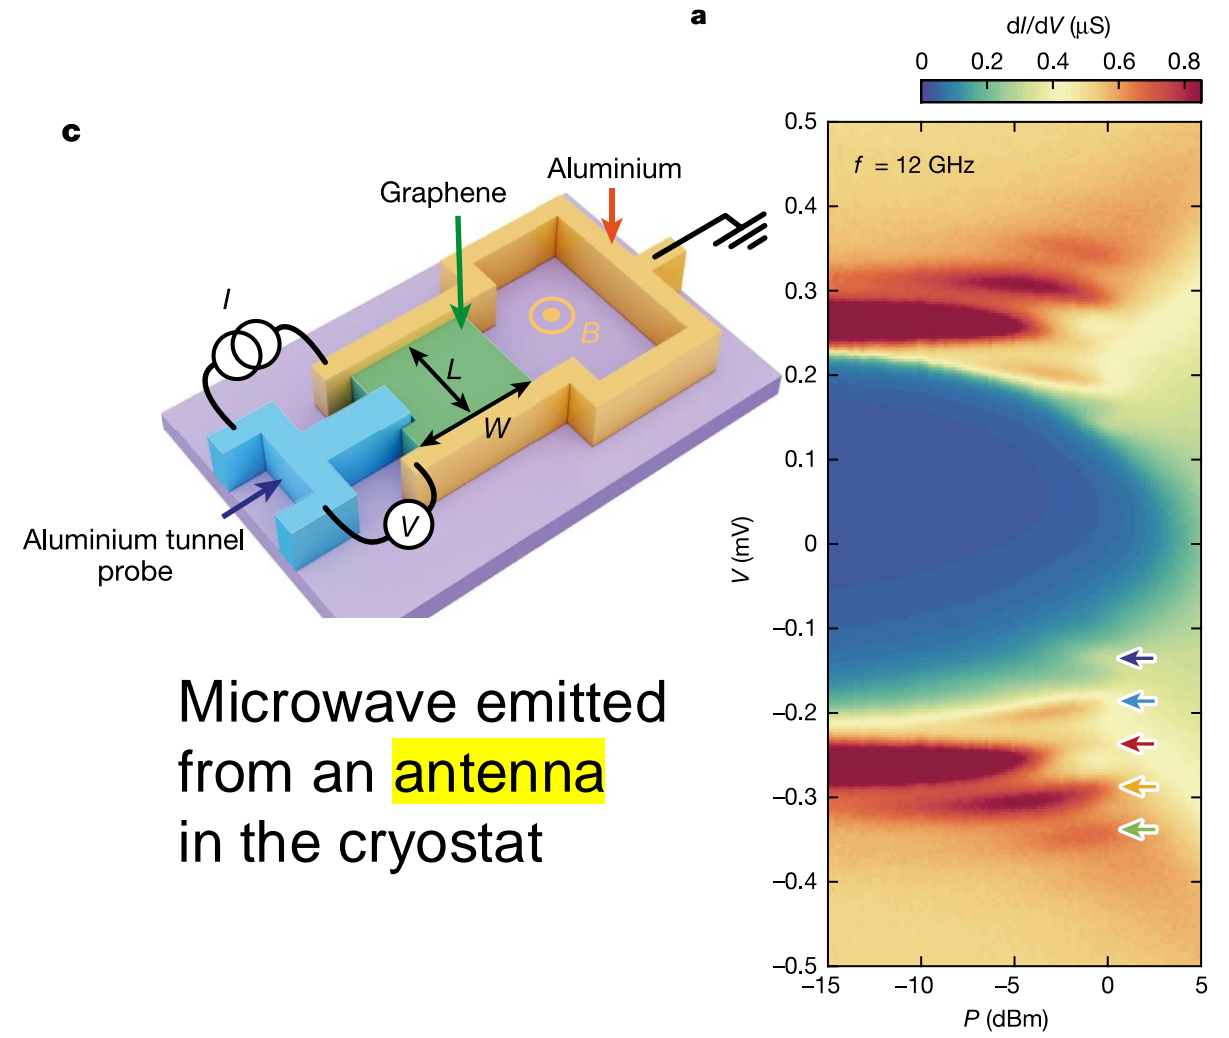 a
dI/dV (μS)
0 0.2 0.4 0.6 0.8
c
Aluminium
Graphene
I
B
L
W
V
Aluminium tunnel
probe
f = 12 GHz
0.5
0.4
0.3
0.2
0.1
0
–0.1
–0.2
–0.3
–0.4
–0.5
V (mV)
–15 –10 –5 0 5
P (dBm)
Microwave emitted
from an antenna
in the cryostat